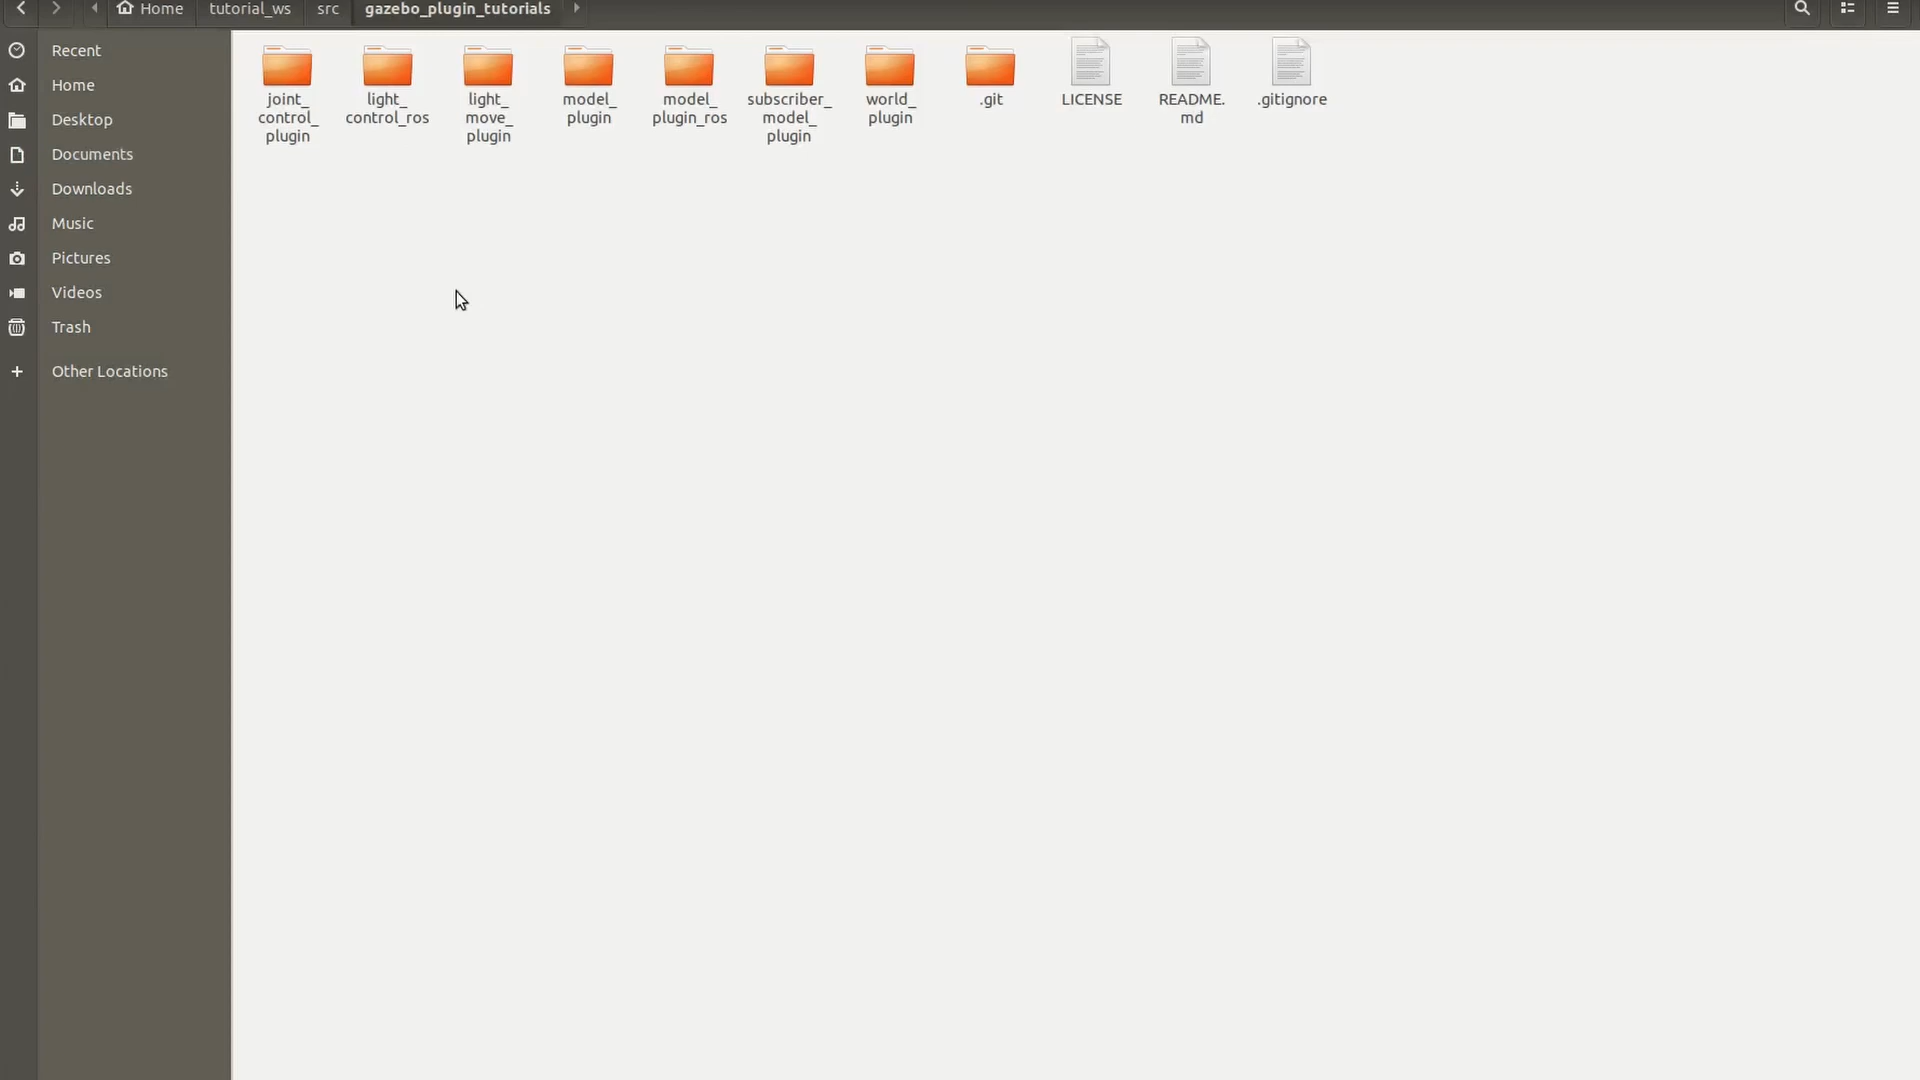 Home tutorial_ws src gazebo_plugin_tutorials
Recent
Home
Desktop
Documents
Downloads
Music
Pictures
Videos
Trash
Other Locations
joint_
control_
plugin
light_
control_ros
light_
move_
plugin
model_
plugin
model_
plugin_ros
subscriber_
model_
plugin
world_
plugin
.git
LICENSE
README.
md
.gitignore